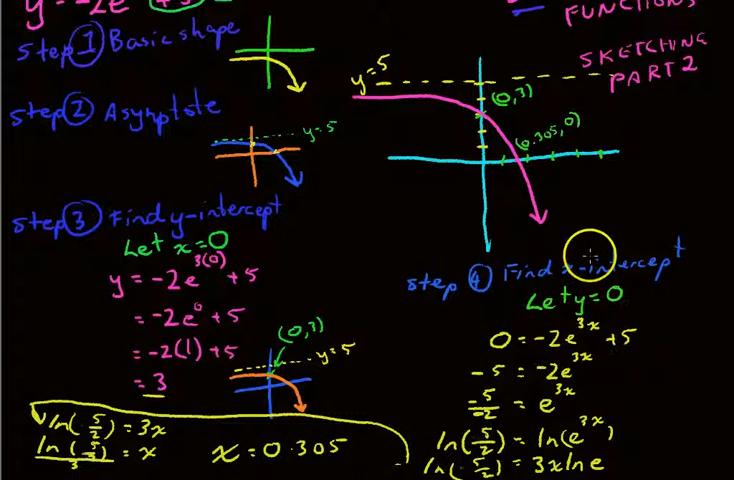 y = -2e + 5
FUNCTIONS
SKETCHING
PART 2
Step 1 Basic shape
Step 2 Asymptote
y=5
Step 3 Find y-intercept
Let x=0
y = -2e^3(0) + 5
= -2e^0 + 5
= -2(1) + 5
= 3
(0,3)
y=5
y=5
(0,3)
(0.305,0)
Step 4 Find x-intercept
Let y=0
0 = -2e^3x + 5
-5 = -2e^3x
-5/-2 = e^3x
ln(5/2) = ln(e^3x)
ln(5/2) = 3x ln e
ln(5/2) = 3x
= x
x = 0.305